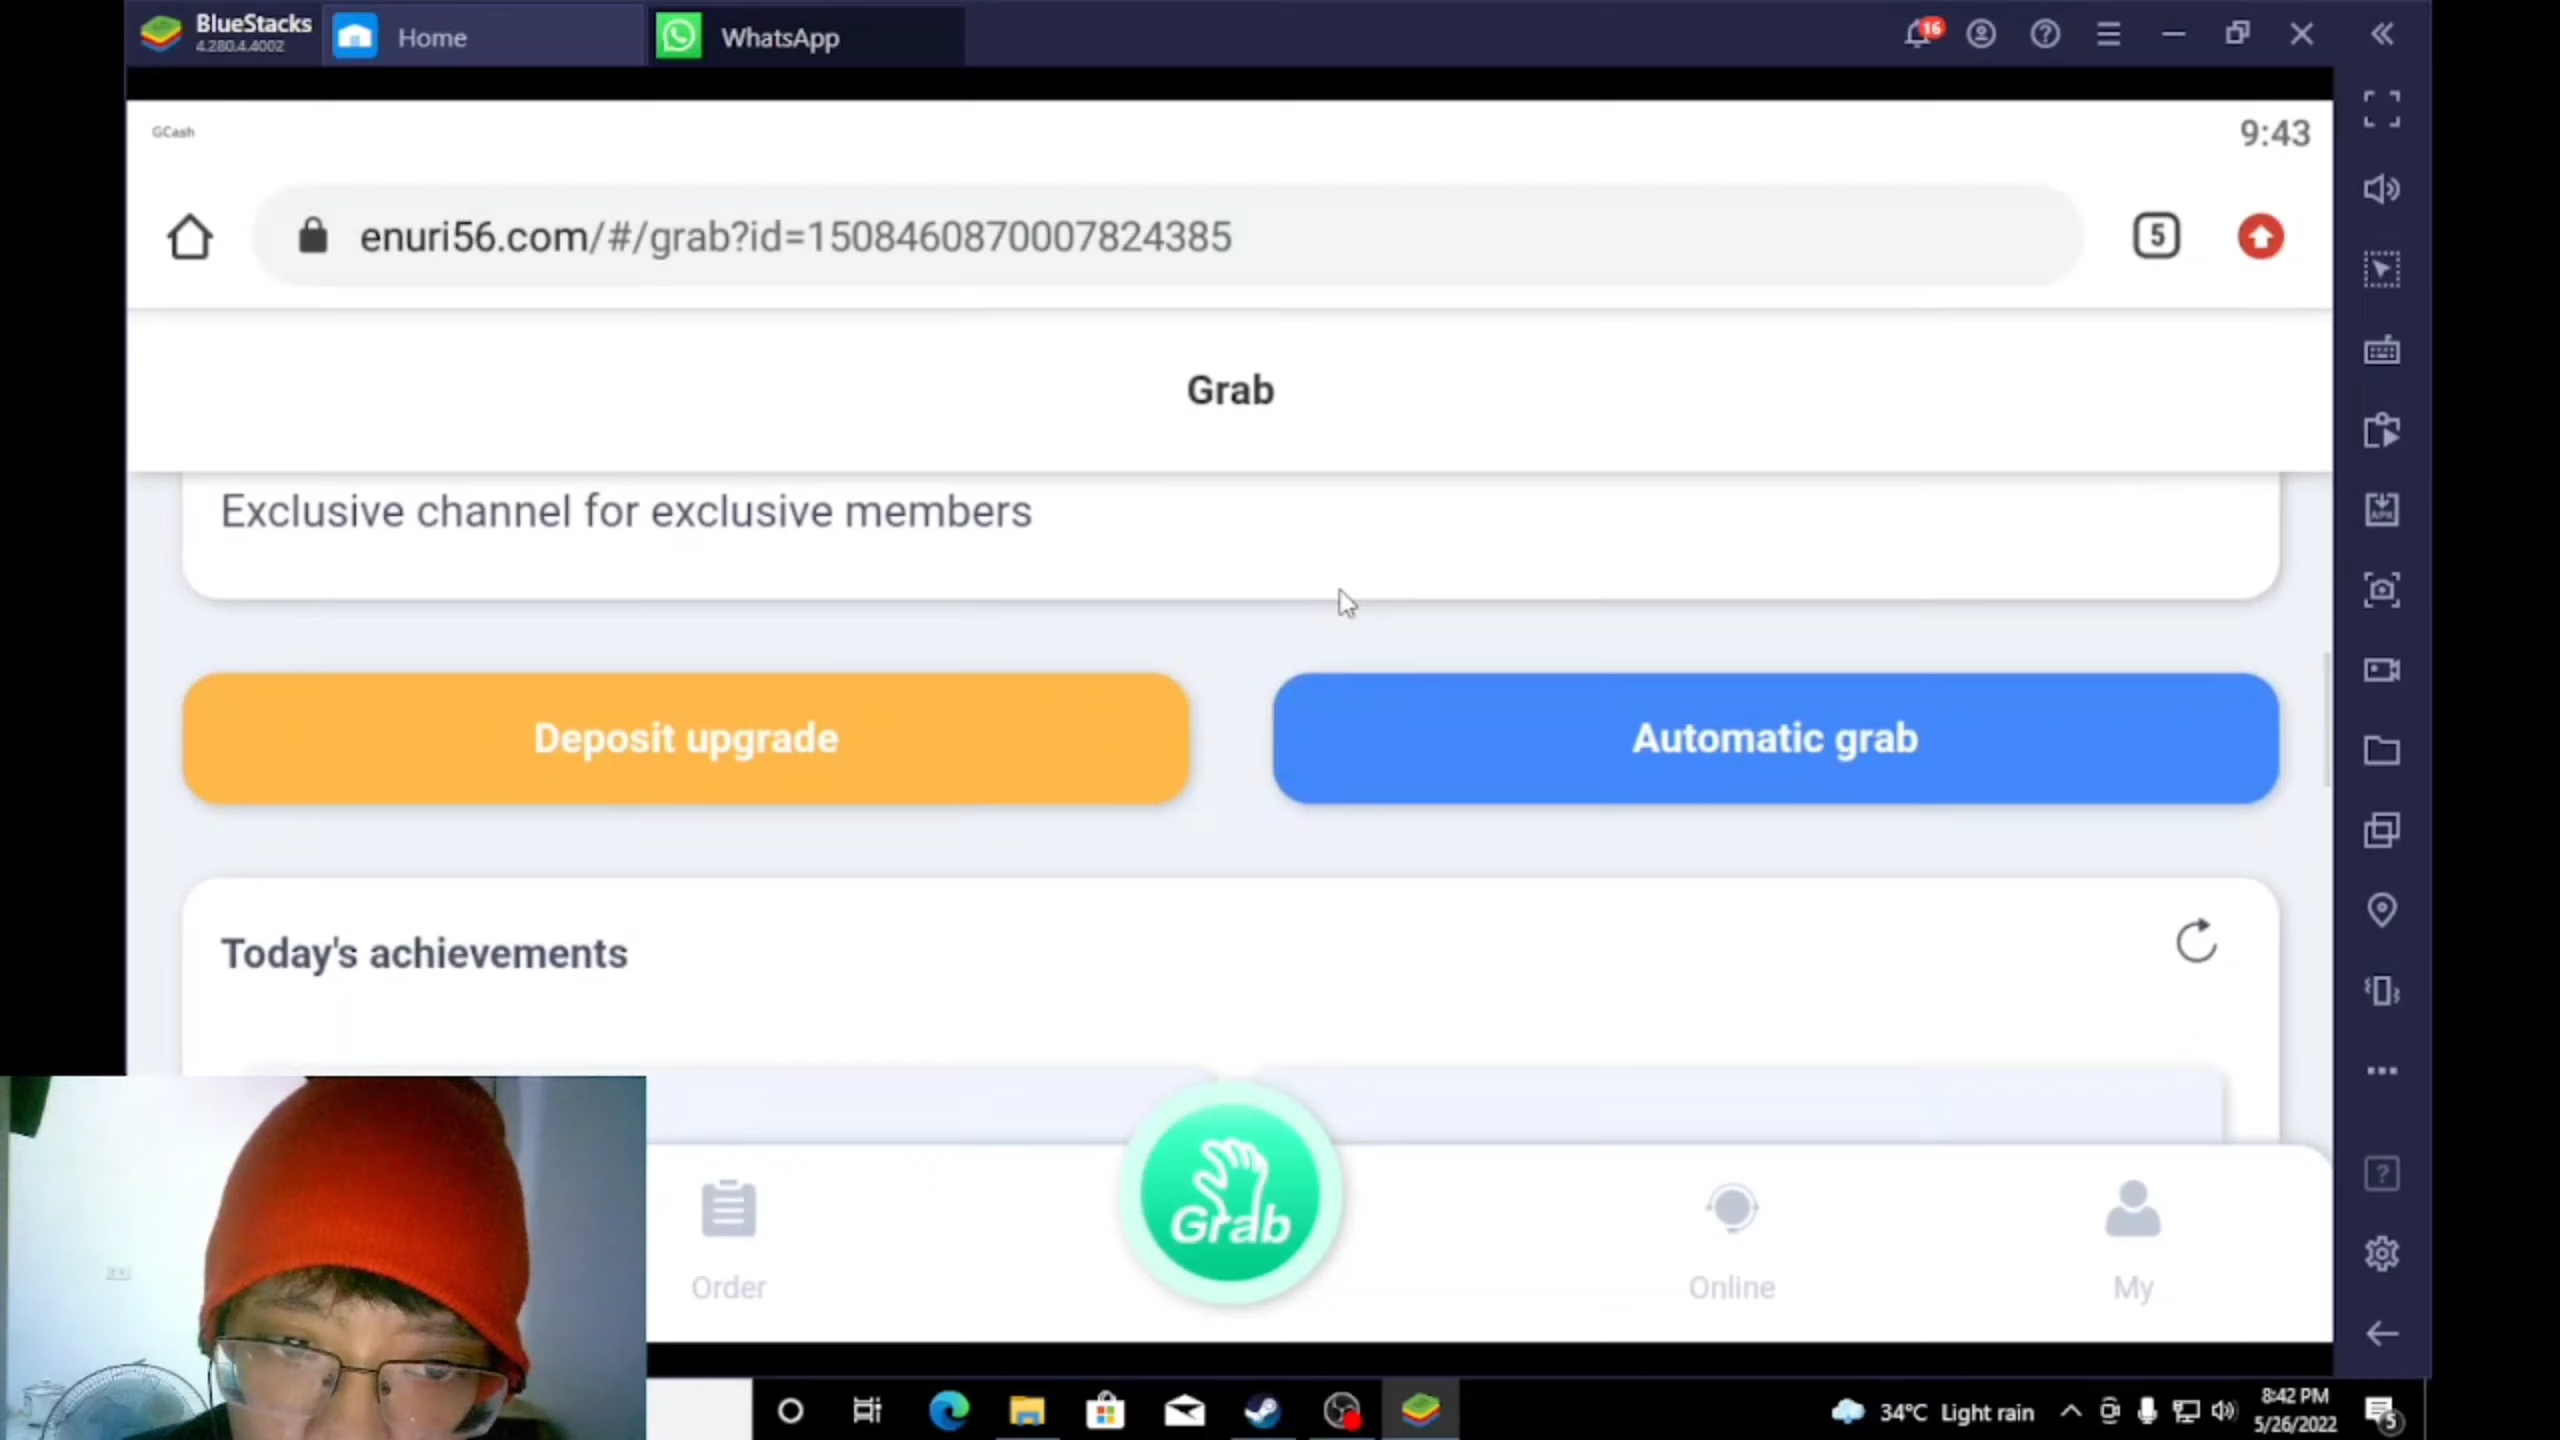 BlueStacks
4.280.4.4002
Home
WhatsApp
16
GCash
9:43
enuri56.com/#/grab?id=1508460870007824385
5
Grab
Exclusive channel for exclusive members
Deposit upgrade
Automatic grab
Today's achievements
Grab
Order
Online
My
34°C Light rain
8:42 PM
5/26/2022
5
APK